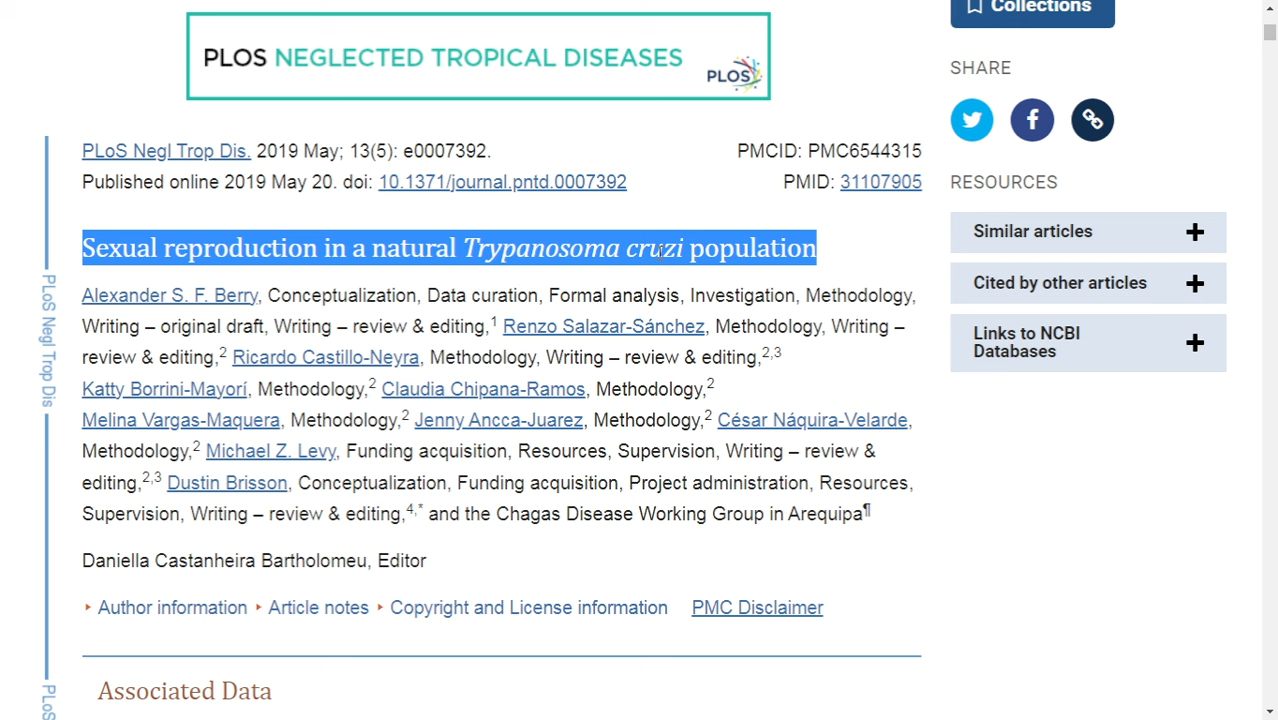 Collections
PLOS NEGLECTED TROPICAL DISEASES
PLOS
SHARE
PLoS Negl Trop Dis. 2019 May; 13(5): e0007392.
PMCID: PMC6544315
Published online 2019 May 20. doi: 10.1371/journal.pntd.0007392
PMID: 31107905
RESOURCES
Similar articles
Cited by other articles
Links to NCBI
Databases
Sexual reproduction in a natural Trypanosoma cruzi population
Alexander S. F. Berry, Conceptualization, Data curation, Formal analysis, Investigation, Methodology,
Writing – original draft, Writing – review & editing,1 Renzo Salazar-Sánchez, Methodology, Writing –
review & editing,2 Ricardo Castillo-Neyra, Methodology, Writing – review & editing,2,3
Katty Borrini-Mayorí, Methodology,2 Claudia Chipana-Ramos, Methodology,2
Melina Vargas-Maquera, Methodology,2 Jenny Ancca-Juarez, Methodology,2 César Náquira-Velarde,
Methodology,2 Michael Z. Levy, Funding acquisition, Resources, Supervision, Writing – review &
editing,2,3 Dustin Brisson, Conceptualization, Funding acquisition, Project administration, Resources,
Supervision, Writing – review & editing,4,* and the Chagas Disease Working Group in Arequipa¶
Daniella Castanheira Bartholomeu, Editor
Author information Article notes Copyright and License information PMC Disclaimer
Associated Data
PLoS Negl Trop Dis
PLoS